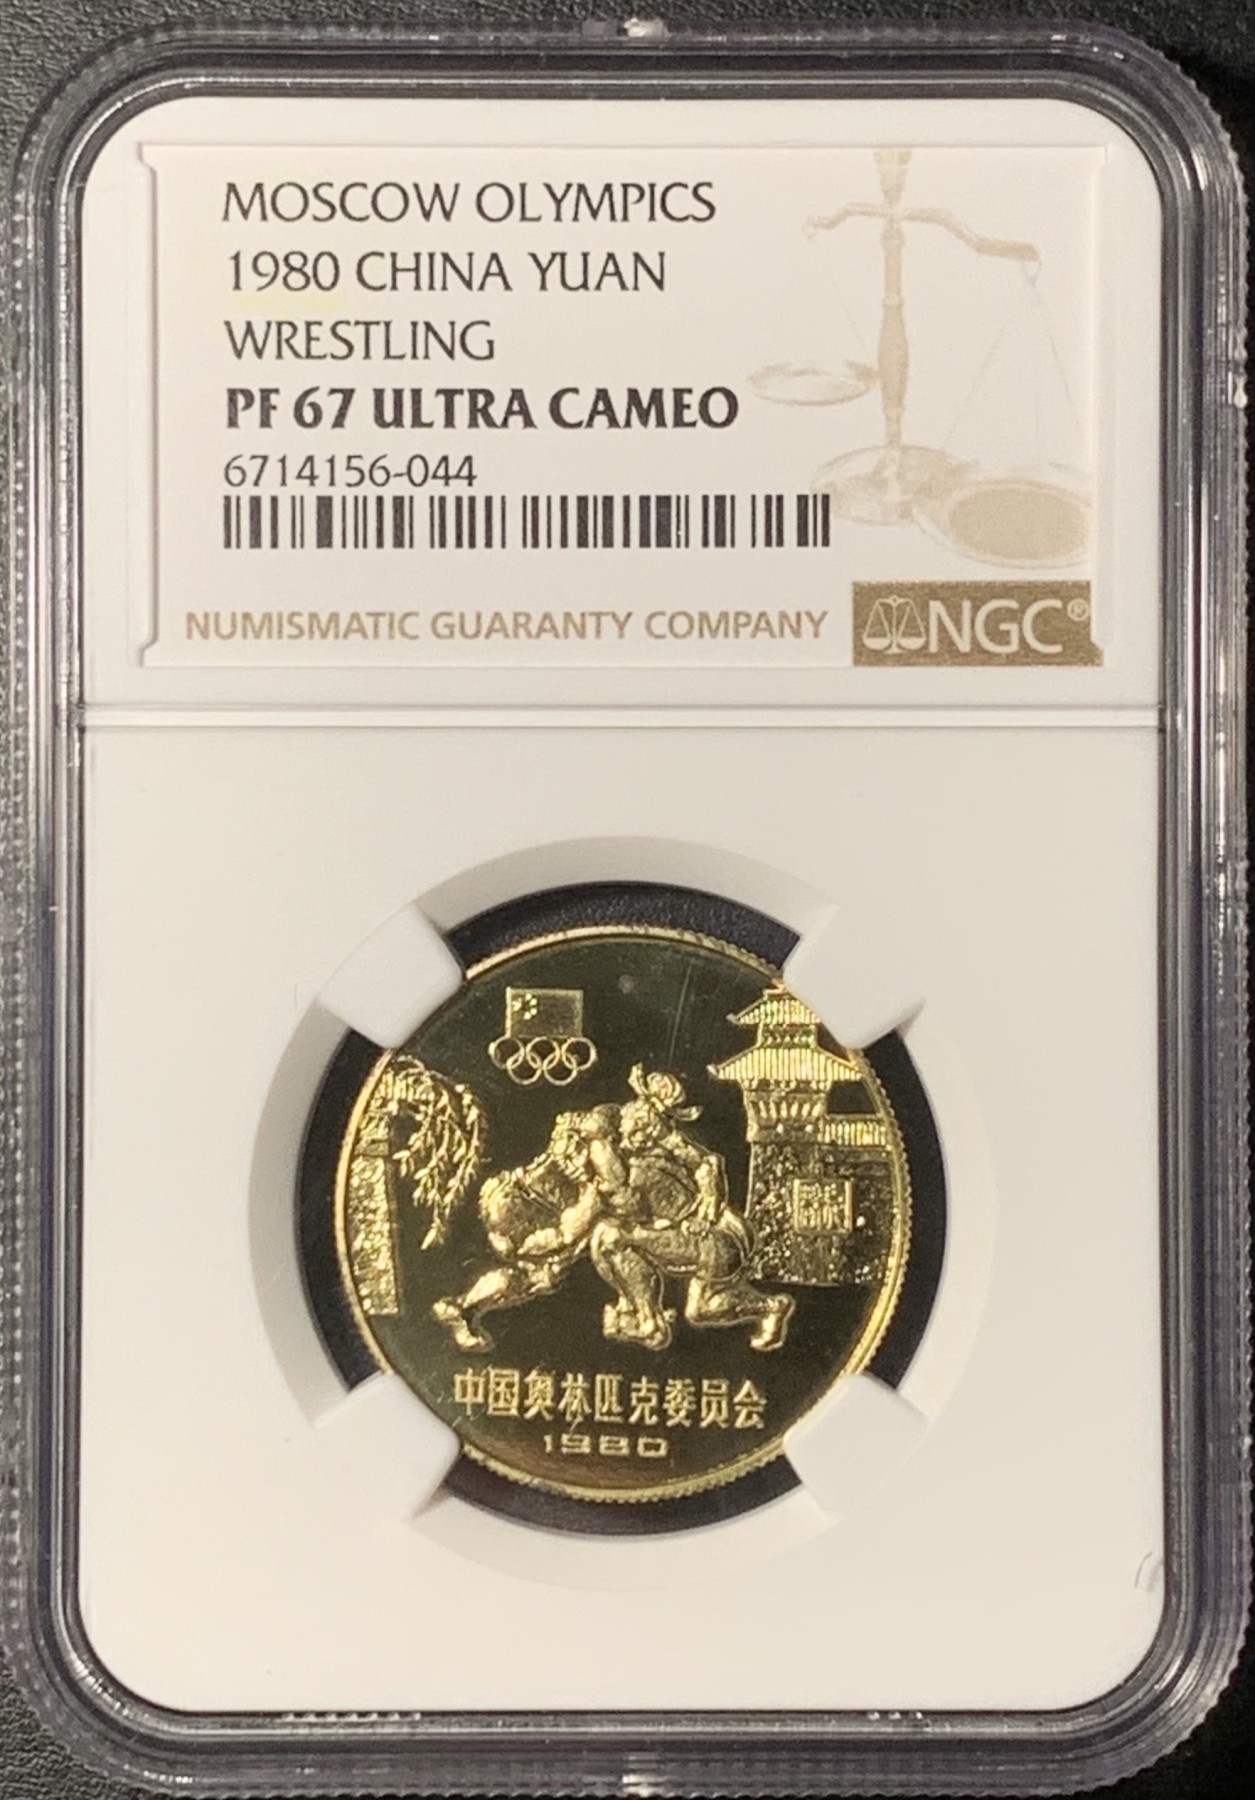 MOSCOW OLYMPICS
1980 CHINA YUAN
WRESTLING
PF 67 ULTRA CAMEO
6714156-044
NUMISMATIC GUARANTY COMPANY
NGC®
中国奥林匹克委员会
1980